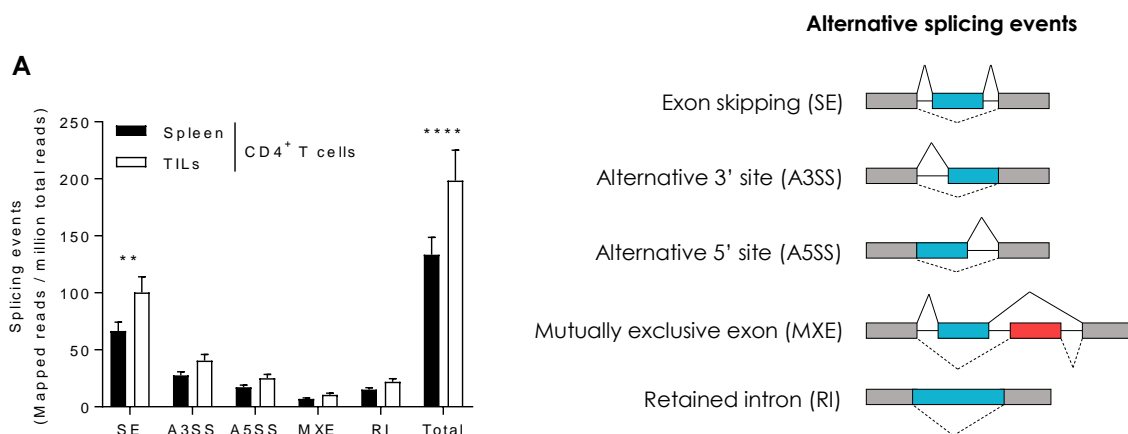 Alternative splicing events
A
Exon skipping (SE)
Alternative 3' site (A3SS)
Alternative 5' site (A5SS)
Mutually exclusive exon (MXE)
Retained intron (RI)
Splicing events
(Mapped reads / million total reads)
250
200
150
100
50
0
Spleen
TILs
CD4+ T cells
**
****
SE A3SS A5SS MXE RI Total